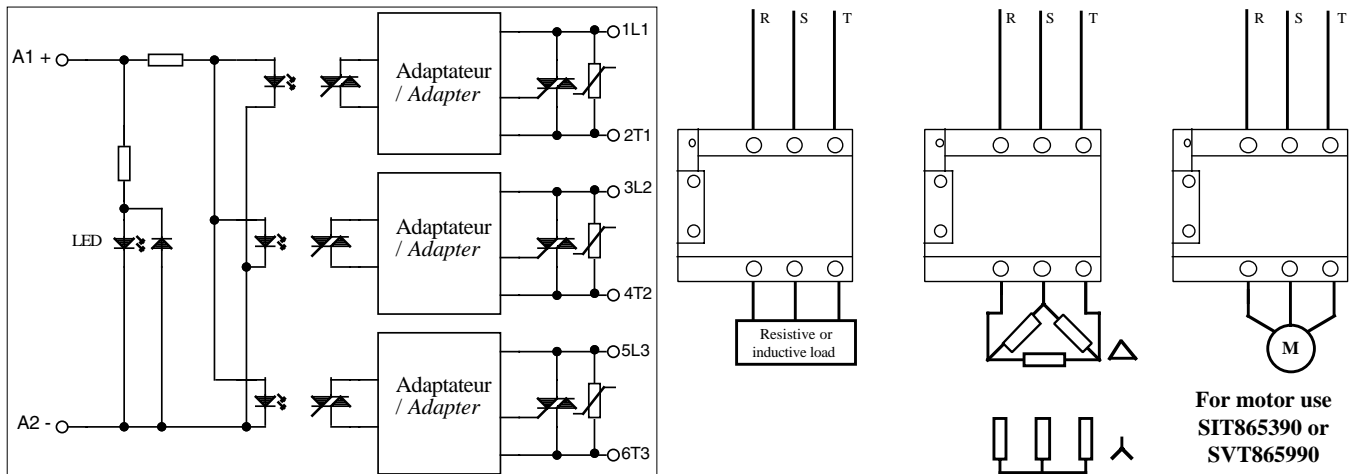 A1 +
LED
A2 -
Adaptateur
/ Adapter
1L1
2T1
Adaptateur
/ Adapter
3L2
4T2
Adaptateur
/ Adapter
5L3
6T3
R S T
Resistive or
inductive load
R S T
R S T
M
For motor use
SIT865390 or
SVT865990